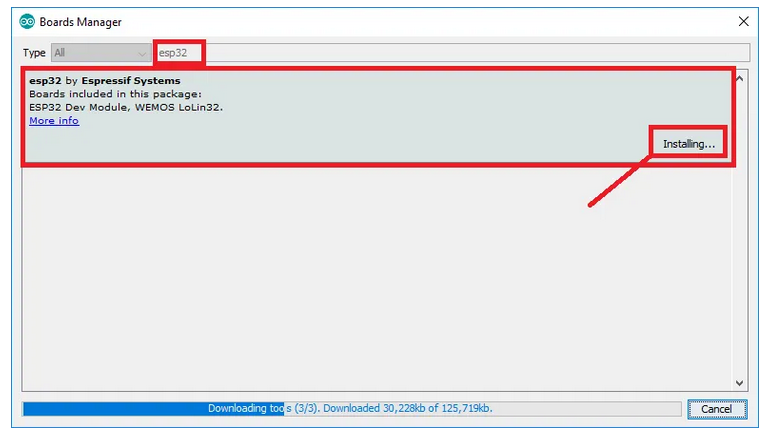 Boards Manager
Type All esp32
esp32 by Espressif Systems
Boards included in this package:
ESP32 Dev Module, WEMOS LoLin32.
More info
Installing...
Downloading tools (3/3). Downloaded 30,228kb of 125,719kb.
Cancel